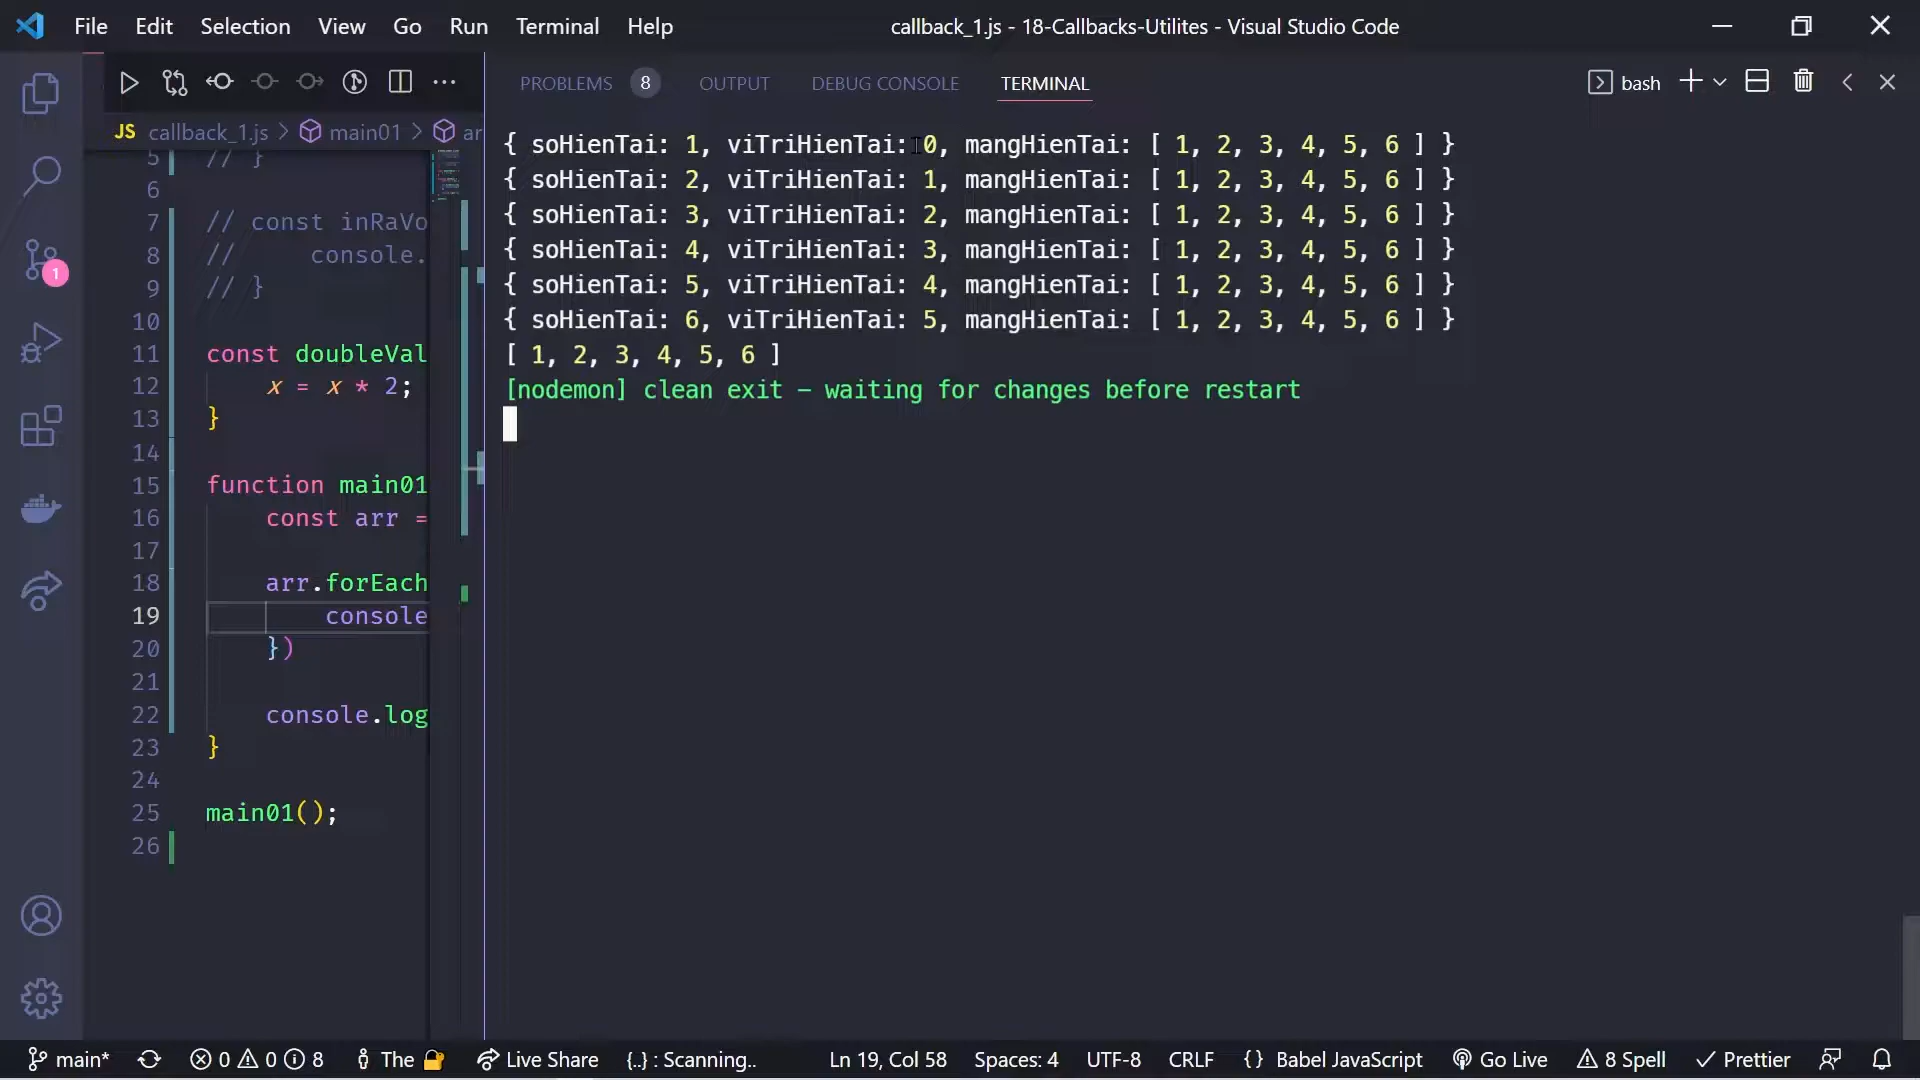 File Edit Selection View Go Run Terminal Help
callback_1.js - 18-Callbacks-Utilites - Visual Studio Code
PROBLEMS 8 OUTPUT DEBUG CONSOLE TERMINAL
bash
JS callback_1.js > main01 > ar
5 // }
6
7 // const inRaVo
8 // console.
9 // }
10
11 const doubleVal
12 x = x * 2;
13 }
14
15 function main01
16 const arr =
17
18 arr.forEach
19 console
20 })
21
22 console.log
23 }
24
25 main01();
26
{ soHienTai: 1, viTriHienTai: 0, mangHienTai: [ 1, 2, 3, 4, 5, 6 ] }
{ soHienTai: 2, viTriHienTai: 1, mangHienTai: [ 1, 2, 3, 4, 5, 6 ] }
{ soHienTai: 3, viTriHienTai: 2, mangHienTai: [ 1, 2, 3, 4, 5, 6 ] }
{ soHienTai: 4, viTriHienTai: 3, mangHienTai: [ 1, 2, 3, 4, 5, 6 ] }
{ soHienTai: 5, viTriHienTai: 4, mangHienTai: [ 1, 2, 3, 4, 5, 6 ] }
{ soHienTai: 6, viTriHienTai: 5, mangHienTai: [ 1, 2, 3, 4, 5, 6 ] }
[ 1, 2, 3, 4, 5, 6 ]
[nodemon] clean exit - waiting for changes before restart
1
main* 0 0 8 The Live Share {..} : Scanning.. Ln 19, Col 58 Spaces: 4 UTF-8 CRLF {} Babel JavaScript Go Live 8 Spell Prettier